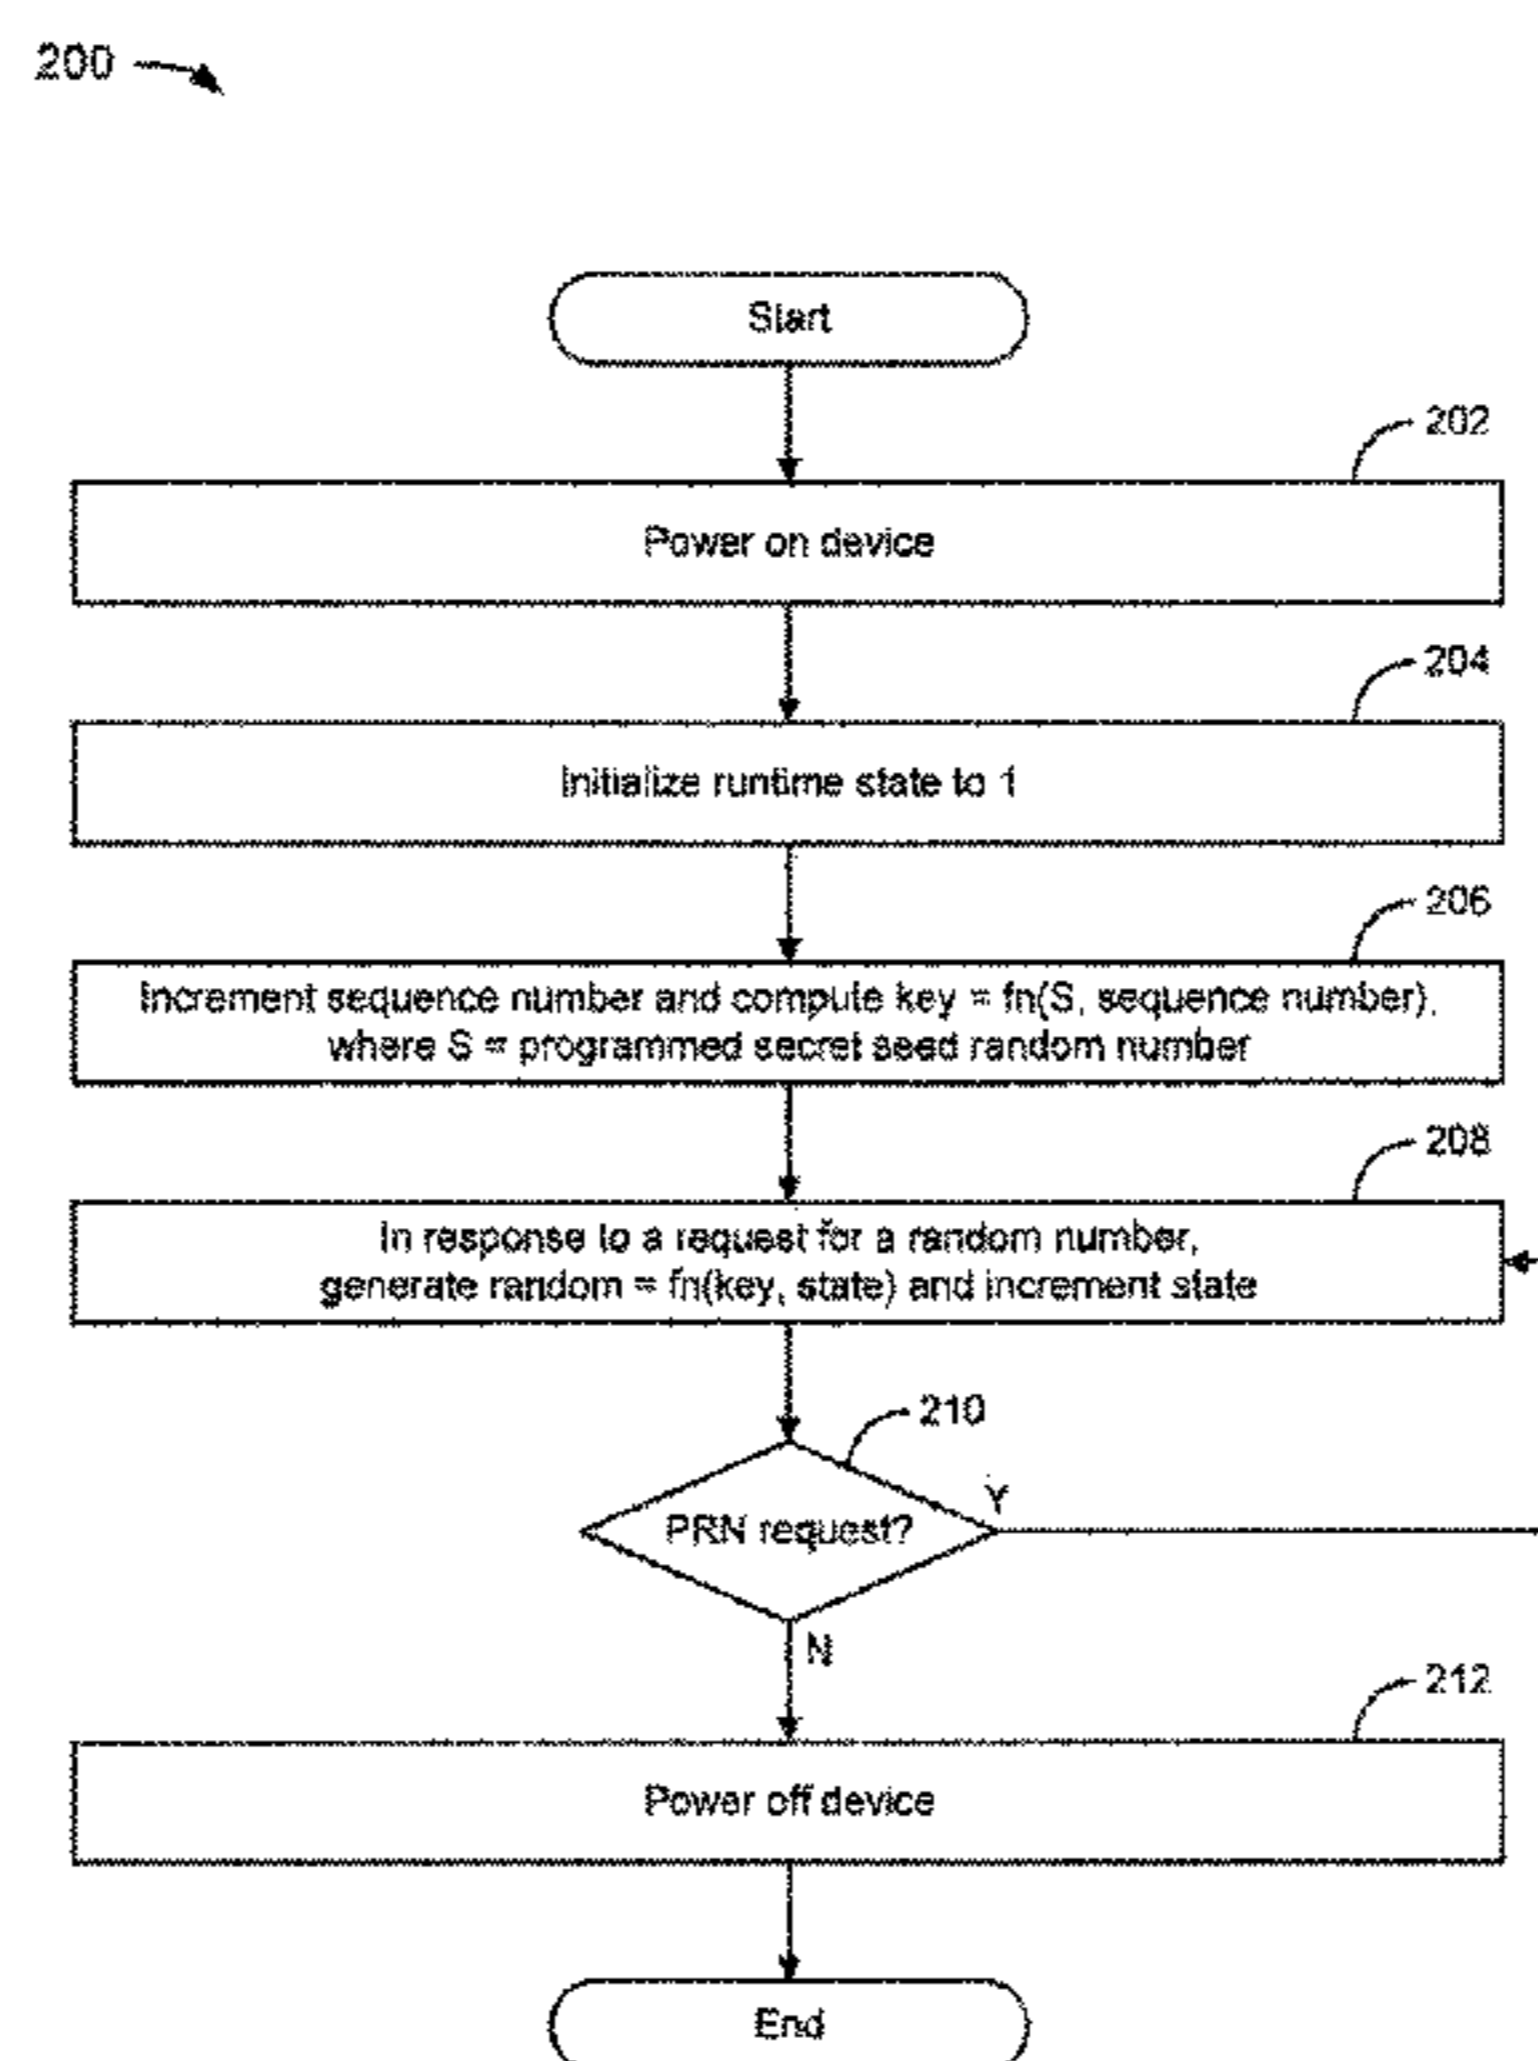 200
Start
202
Power on device
204
Initialize runtime state to 1
206
Increment sequence number and compute key = fn(S, sequence number),
where S = programmed secret seed random number
208
In response to a request for a random number,
generate random = fn(key, state) and increment state
210
PRN request?
Y
N
212
Power off device
End